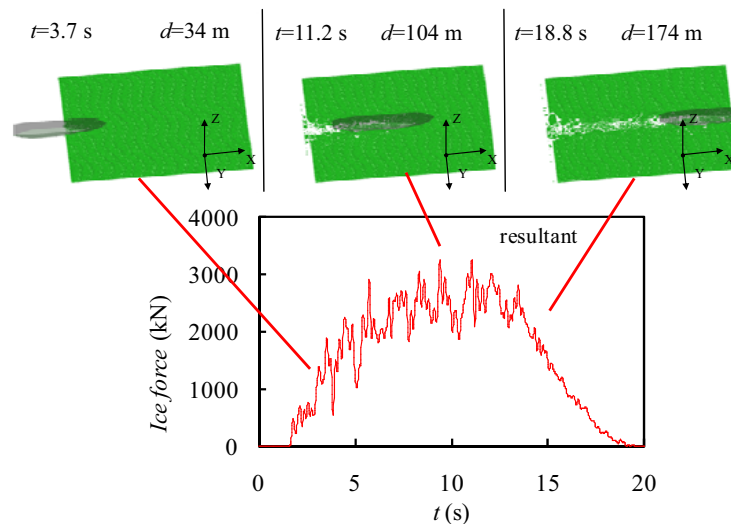 t=3.7 s d=34 m
t=11.2 s d=104 m
t=18.8 s d=174 m
Z
X
Y
Z
X
Y
Z
X
Y
4000
3000
2000
1000
0
Ice force (kN)
resultant
0 5 10 15 20
t (s)